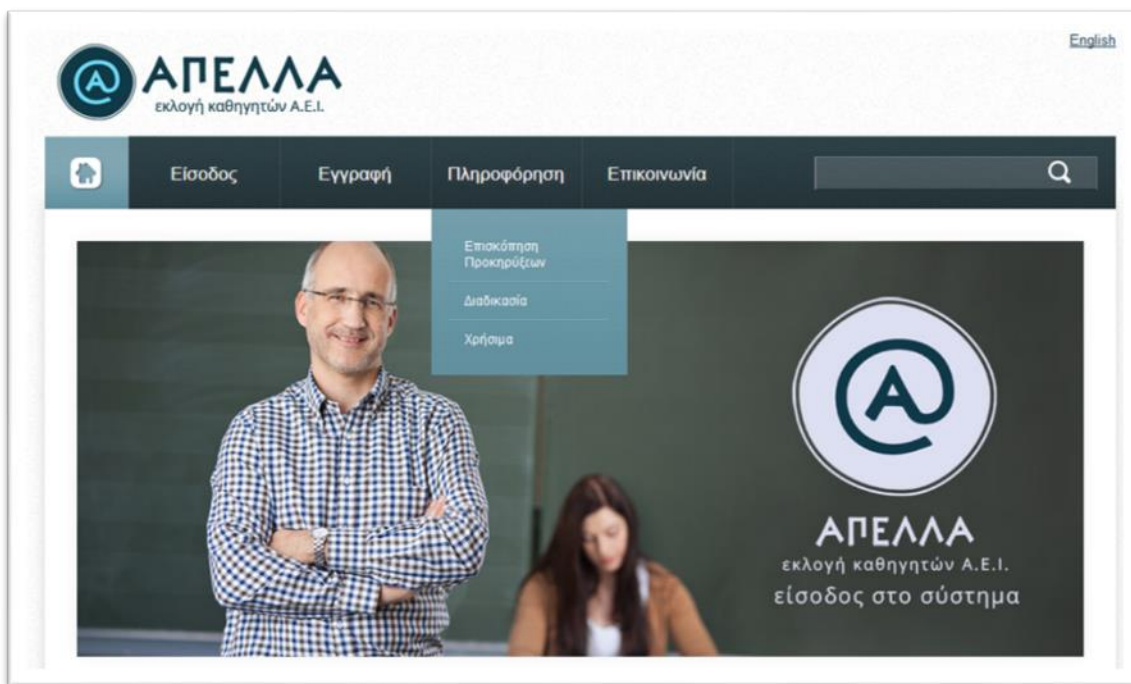 English
ΑΠΕΛΛΑ
εκλογή καθηγητών Α.Ε.Ι.
Είσοδος
Εγγραφή
Πληροφόρηση
Επικοινωνία
Επισκόπηση
Προκηρύξεων
Διαδικασία
Χρήσιμα
ΑΠΕΛΛΑ
εκλογή καθηγητών Α.Ε.Ι.
είσοδος στο σύστημα